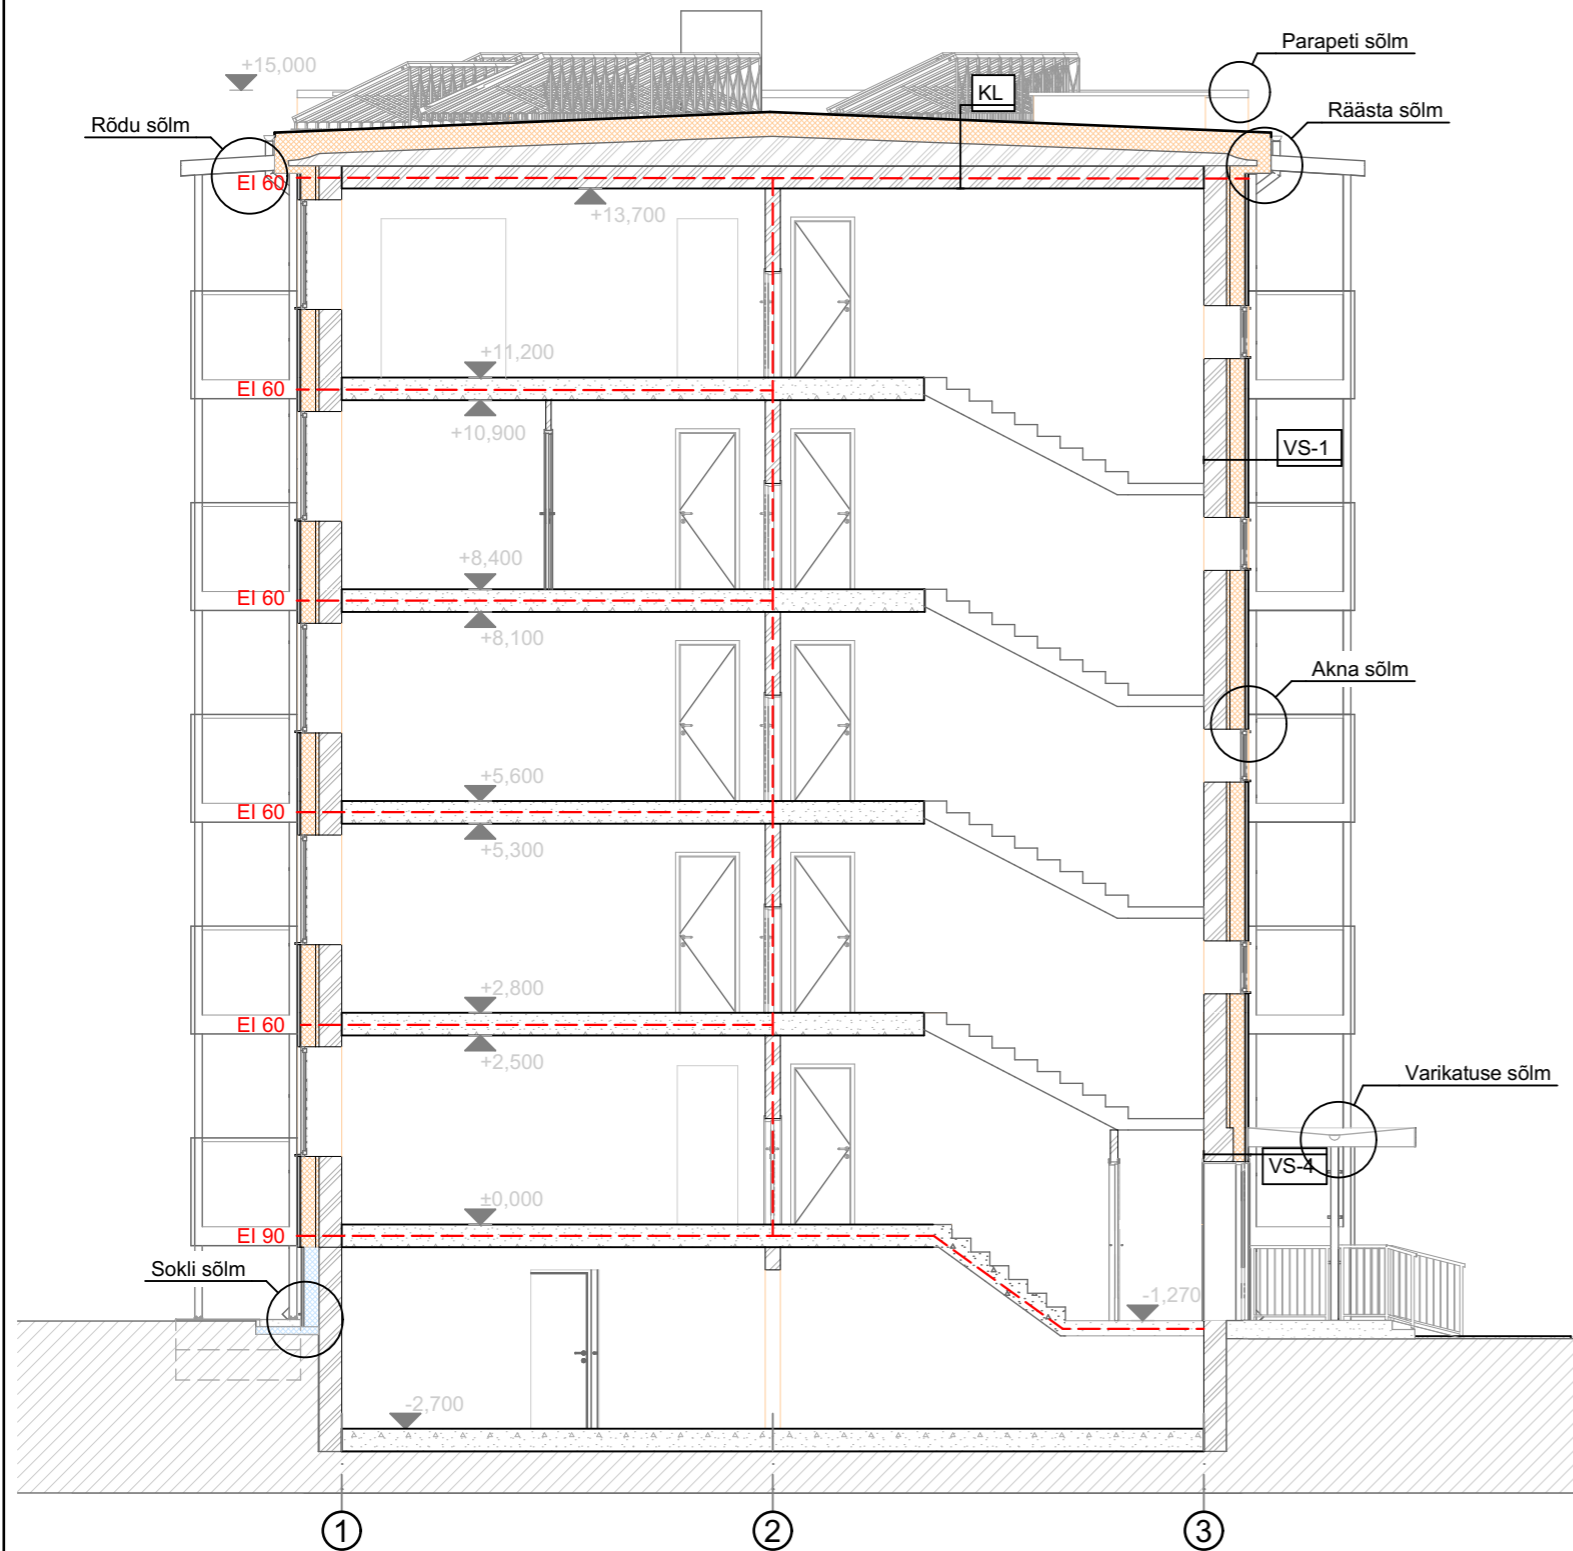 Parapeti sõlm
+15,000
KL
Räästa sõlm
Rõdu sõlm
EI 60
+13,700
+11,200
EI 60
+10,900
VS-1
+8,400
EI 60
+8,100
Akna sõlm
+5,600
EI 60
+5,300
+2,800
EI 60
+2,500
Varikatuse sõlm
VS-4
±0,000
EI 90
Sokli sõlm
-1,270
-2,700
1
2
3